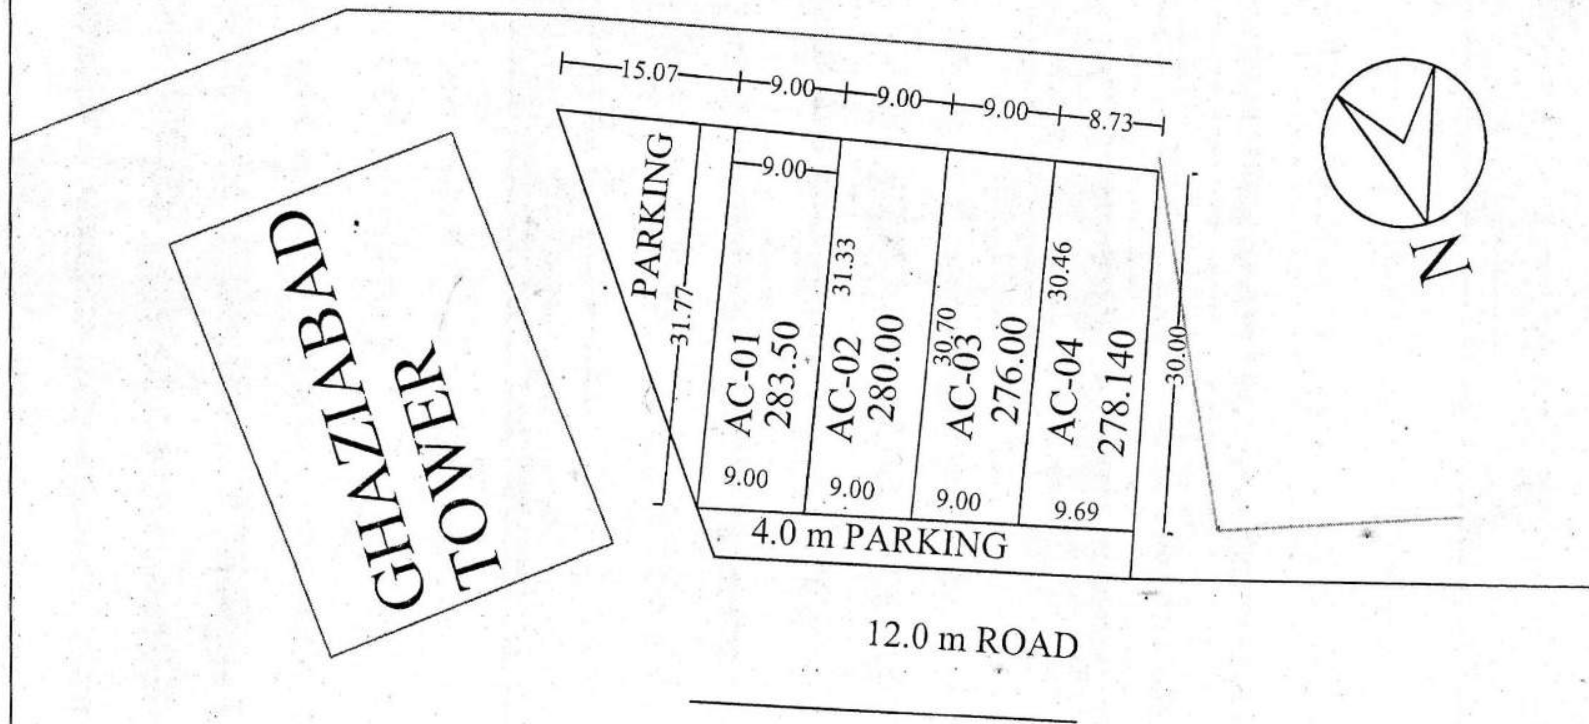 15.07
9.00
9.00
9.00
8.73
PARKING
9.00
31.77
31.33
30.70
30.46
30.00
AC-01
283.50
AC-02
280.00
AC-03
276.00
AC-04
278.140
9.00
9.00
9.00
9.69
4.0 m PARKING
12.0 m ROAD
GHAZIABAD
TOWER
N